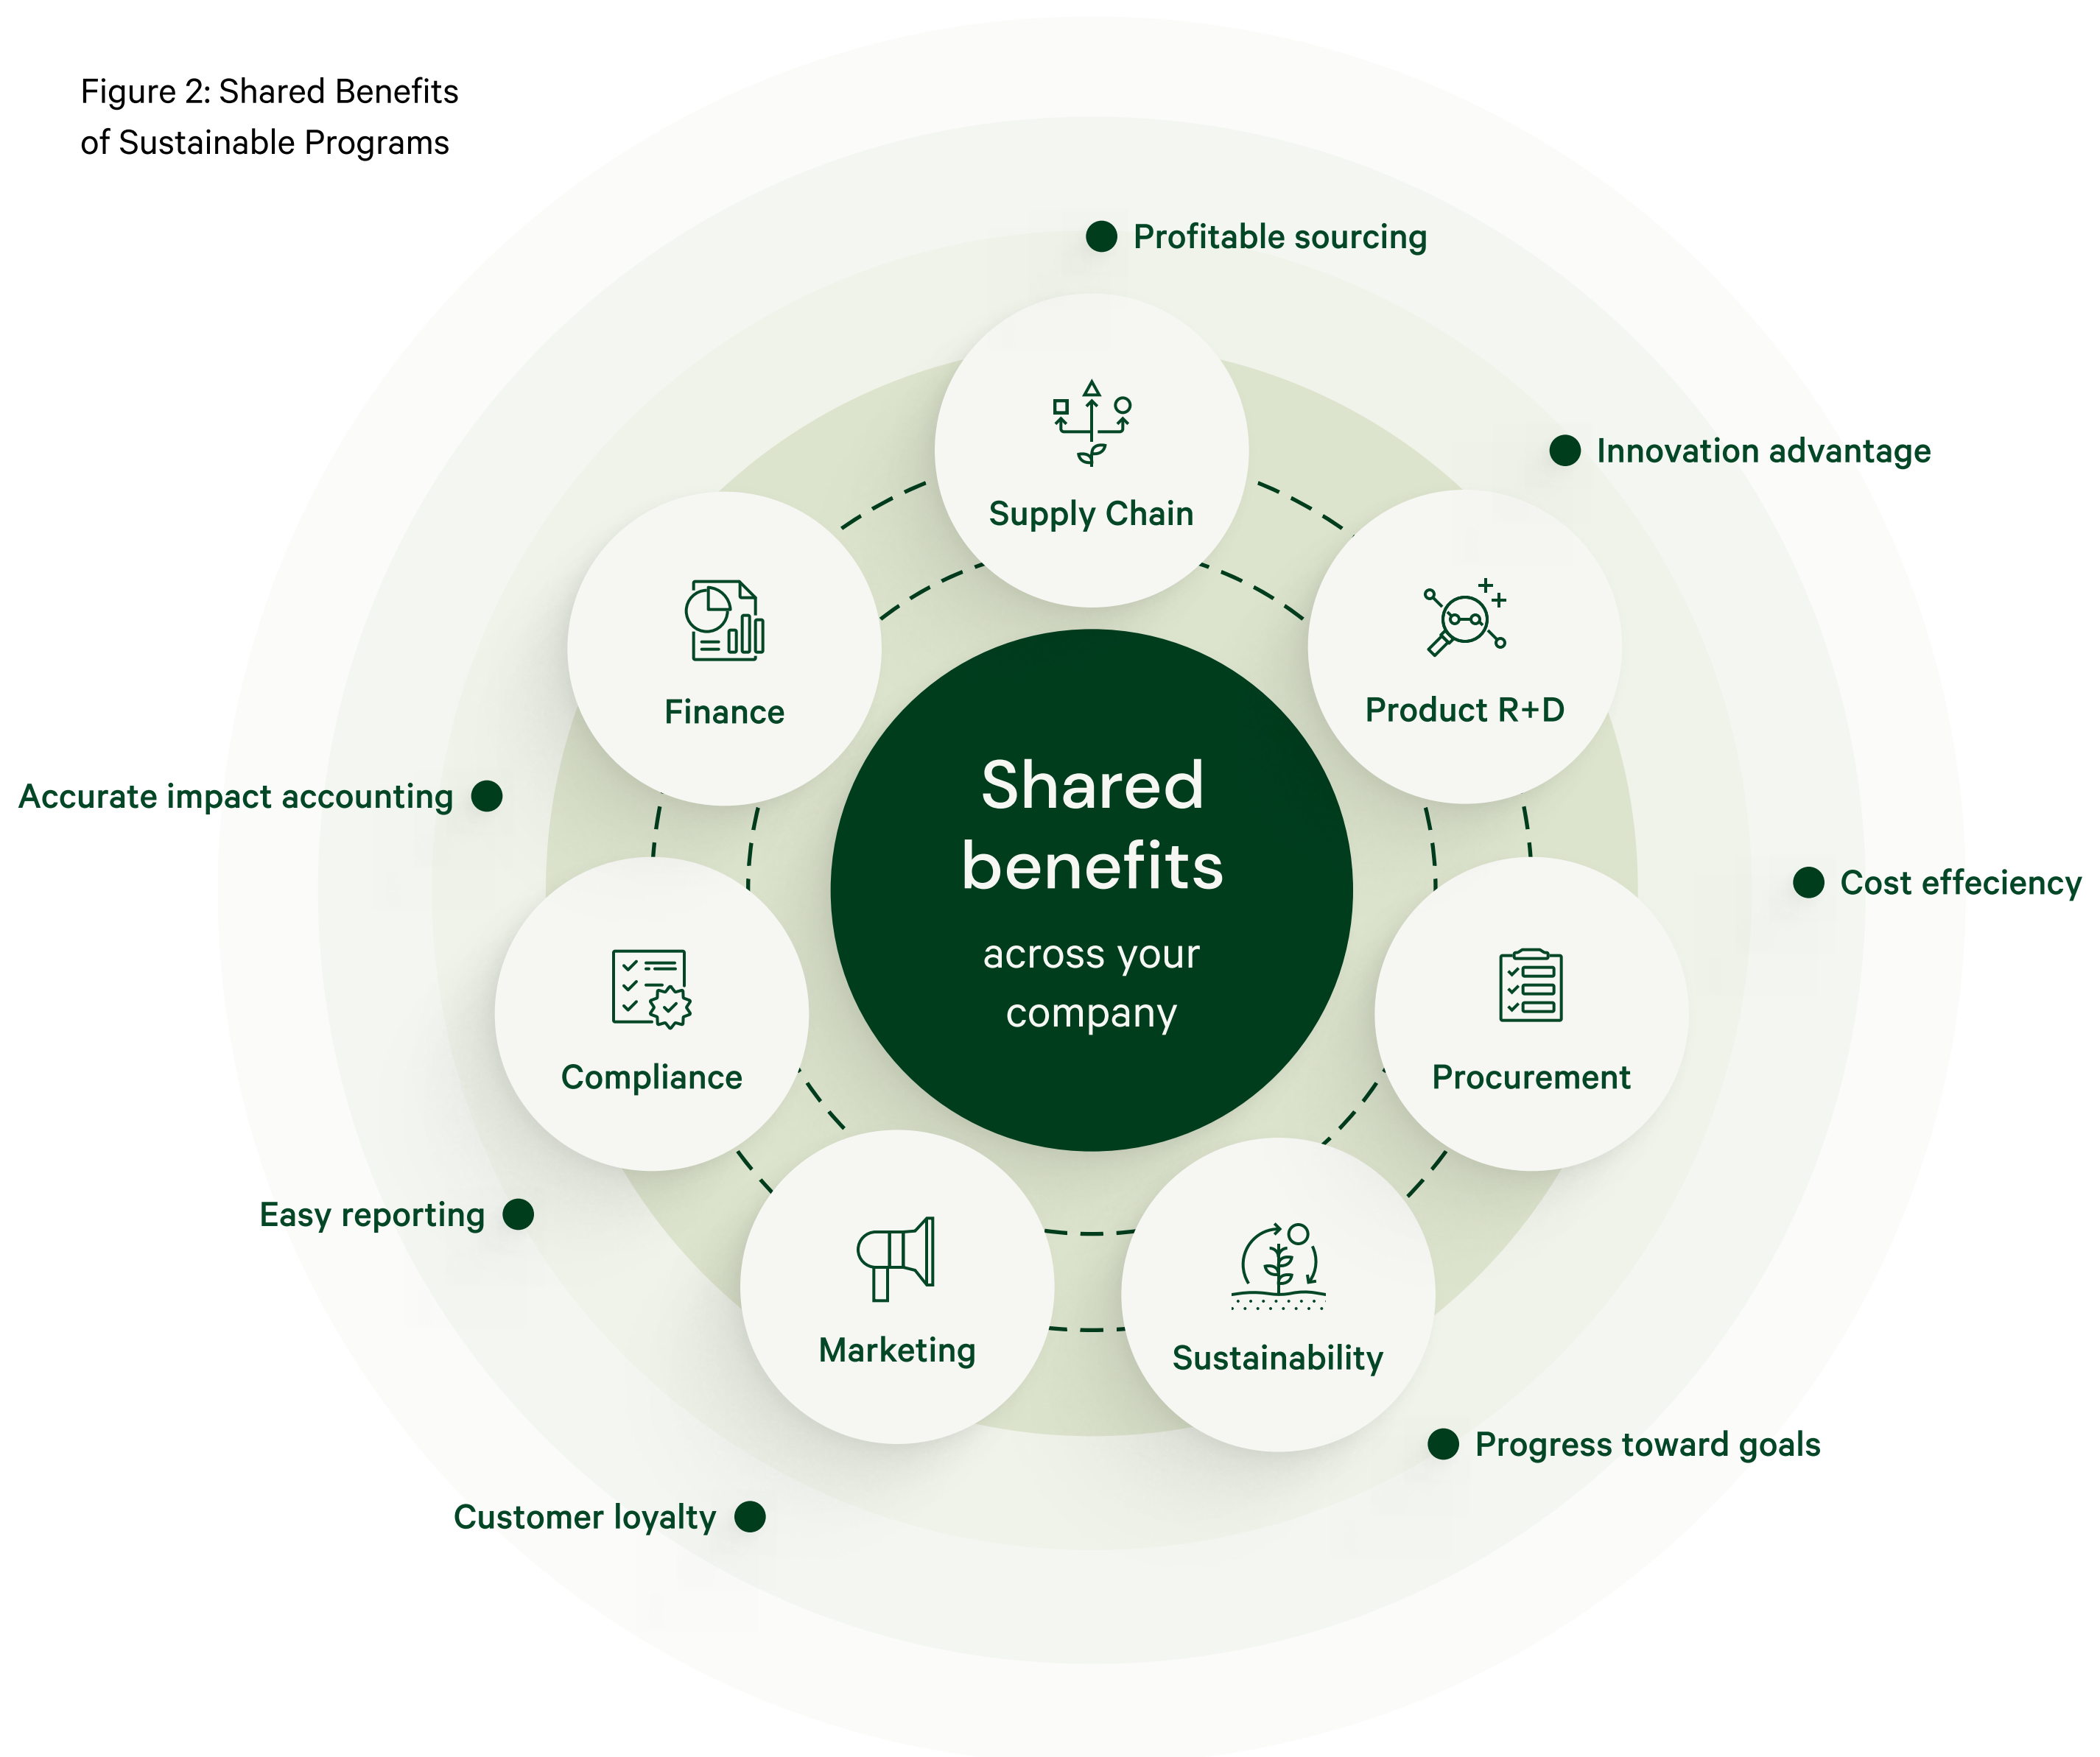 Figure 2: Shared Benefits
of Sustainable Programs
Profitable sourcing
Innovation advantage
Supply Chain
Finance
Product R+D
Shared
benefits
across your
company
Accurate impact accounting
Cost effeciency
Compliance
Procurement
Easy reporting
Marketing
Sustainability
Progress toward goals
Customer loyalty